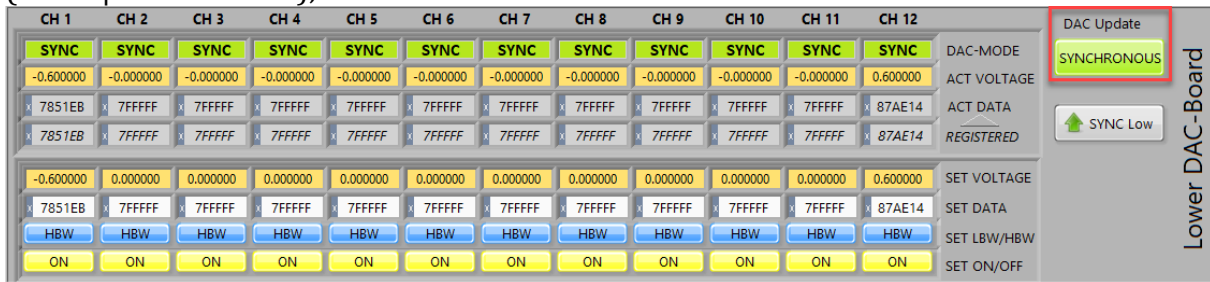 CH 1 CH 2 CH 3 CH 4 CH 5 CH 6 CH 7 CH 8 CH 9 CH 10 CH 11 CH 12 DAC Update
SYNC SYNC SYNC SYNC SYNC SYNC SYNC SYNC SYNC SYNC SYNC SYNC DAC-MODE SYNCHRONOUS
-0.600000 -0.000000 -0.000000 -0.000000 -0.000000 -0.000000 -0.000000 -0.000000 -0.000000 -0.000000 -0.000000 0.600000 ACT VOLTAGE
x 7851EB x 7FFFFF x 7FFFFF x 7FFFFF x 7FFFFF x 7FFFFF x 7FFFFF x 7FFFFF x 7FFFFF x 7FFFFF x 7FFFFF x 87AE14 ACT DATA
x 7851EB x 7FFFFF x 7FFFFF x 7FFFFF x 7FFFFF x 7FFFFF x 7FFFFF x 7FFFFF x 7FFFFF x 7FFFFF x 7FFFFF x 87AE14 REGISTERED SYNC Low
-0.600000 0.000000 0.000000 0.000000 0.000000 0.000000 0.000000 0.000000 0.000000 0.000000 0.000000 0.600000 SET VOLTAGE
x 7851EB x 7FFFFF x 7FFFFF x 7FFFFF x 7FFFFF x 7FFFFF x 7FFFFF x 7FFFFF x 7FFFFF x 7FFFFF x 7FFFFF x 87AE14 SET DATA
HBW HBW HBW HBW HBW HBW HBW HBW HBW HBW HBW HBW SET LBW/HBW
ON ON ON ON ON ON ON ON ON ON ON ON SET ON/OFF
Lower DAC-Board